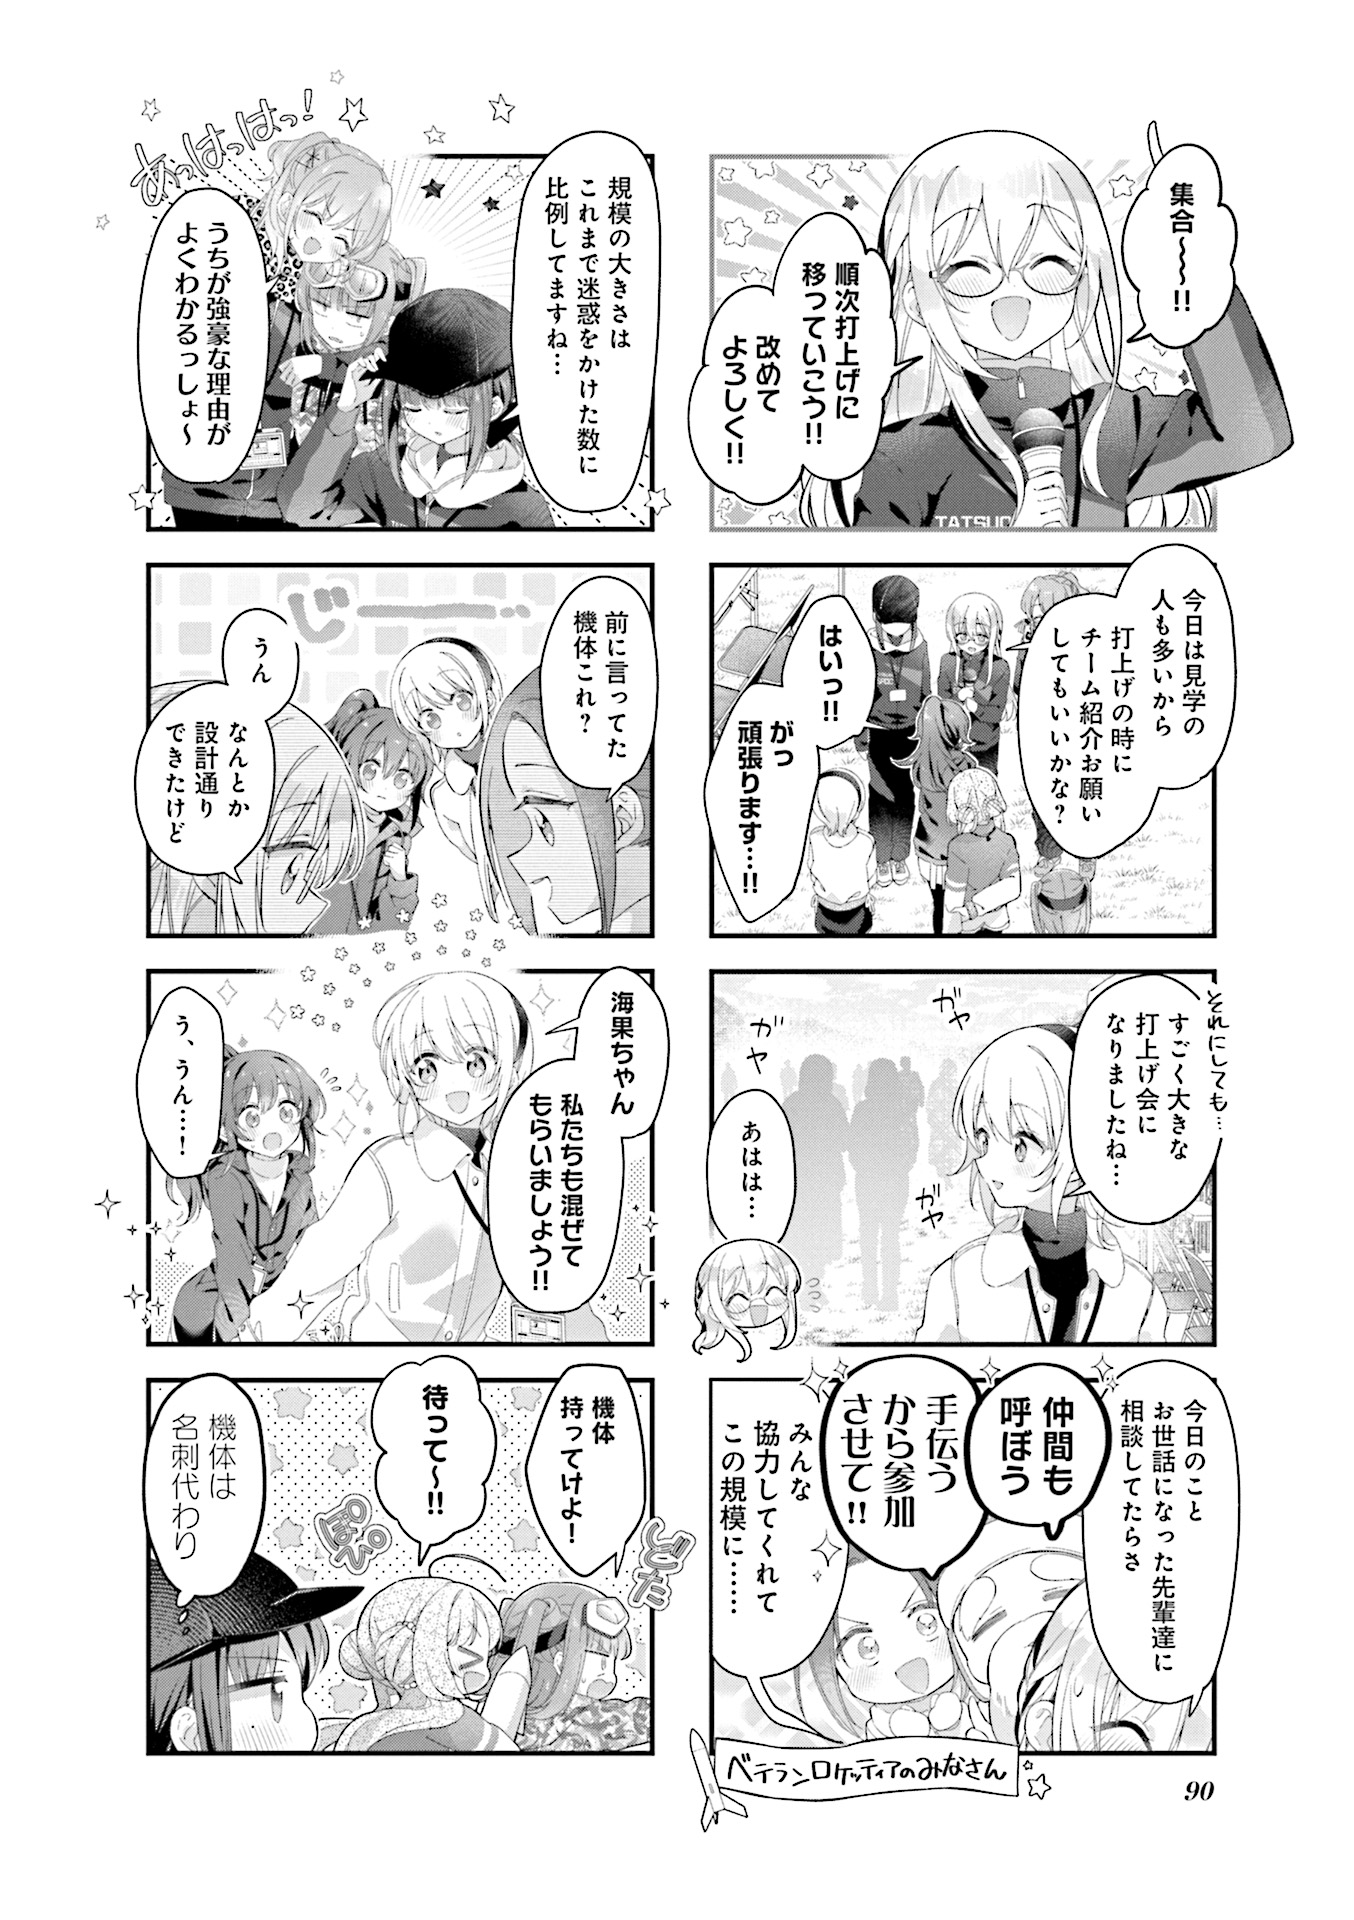 集合〜〜!!
順次打上げに
移っていこう!!
改めて
よろしく!!
TATSUO
今日は見学の
人も多いから
打上げの時に
チーム紹介お願い
してもいいかな?
はいっ!!
がっ
頑張ります…!!
それにしても…
すごく大きな
打上げ会に
なりましたね…
ガヤ
ガヤ
ガヤ
あはは…
今日のこと
お世話になった先輩達に
相談してたらさ
仲間も
呼ぼう
手伝う
から参加
させて!!
みんな
協力してくれて
この規模に……
ベテランロケッティアのみなさん
規模の大きさは
これまで迷惑をかけた数に
比例してますね…
あっはっはっはっ!
うちが強豪な理由が
よくわかるっしょ〜
前に言ってた
機体これ?
じーーー
うん
なんとか
設計通り
できたけど
海果ちゃん
私たちも混ぜて
もらいましょう!!
う、うん…!
機体
持ってけよ!
じどた
待って〜!!
ぽぴ
機体は
名刺代わり
90